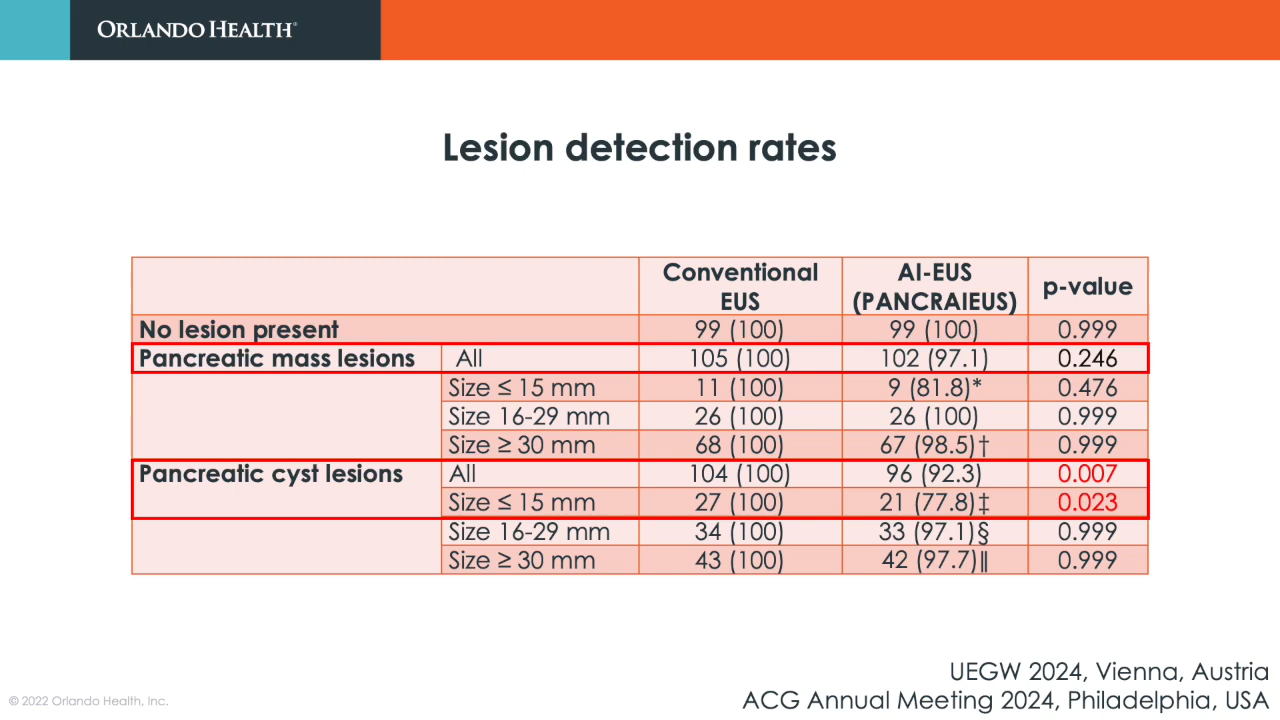 ORLANDO HEALTH®
Lesion detection rates
Conventional EUS AI-EUS (PANCRAIEUS) p-value
No lesion present 99 (100) 99 (100) 0.999
Pancreatic mass lesions All 105 (100) 102 (97.1) 0.246
Size ≤ 15 mm 11 (100) 9 (81.8)* 0.476
Size 16-29 mm 26 (100) 26 (100) 0.999
Size ≥ 30 mm 68 (100) 67 (98.5)† 0.999
Pancreatic cyst lesions All 104 (100) 96 (92.3) 0.007
Size ≤ 15 mm 27 (100) 21 (77.8)‡ 0.023
Size 16-29 mm 34 (100) 33 (97.1)§ 0.999
Size ≥ 30 mm 43 (100) 42 (97.7)‖ 0.999
UEGW 2024, Vienna, Austria
ACG Annual Meeting 2024, Philadelphia, USA
© 2022 Orlando Health, Inc.